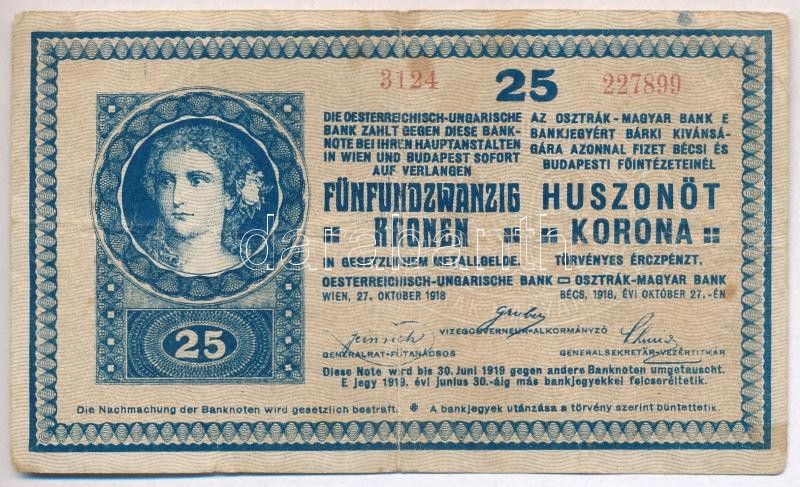 3124 25 227899
DIE OESTERREICHISCH-UNGARISCHE
BANK ZAHLT GEGEN DIESE BANK-
NOTE BEI IHREN HAUPTANSTALTEN
IN WIEN UND BUDAPEST SOFORT
AUF VERLANGEN
FÜNFUNDZWANZIG
KRONEN
IN GESETZLICHEM METALLGELDE.
AZ OSZTRÁK-MAGYAR BANK E
BANKJEGYÉRT BÁRKI KIVÁNSÁ-
GÁRA AZONNAL FIZET BÉCSI ÉS
BUDAPESTI FŐINTÉZETEINÉL
HUSZONÖT
KORONA
TÖRVÉNYES ÉRCZPÉNZT.
OESTERREICHISCH-UNGARISCHE BANK OSZTRÁK-MAGYAR BANK
WIEN, 27. OKTOBER 1918 BÉCS, 1918. ÉVI OKTÓBER 27.-ÉN
Gruber
VIZEGOUVERNEUR-ALKORMÁNYZÓ
GENERALRAT-FŐTANÁCSOS GENERALSEKRETÄR-VEZÉRTITKÁR
Diese Note wird bis 30. Juni 1919 gegen andere Banknoten umgetauscht.
E jegy 1919. évi junius 30.-áig más bankjegyekkel felcseréltetik.
25
Die Nachmachung der Banknoten wird gesetzlich bestraft. A bankjegyek utánzása a törvény szerint büntettetik.
darabanth